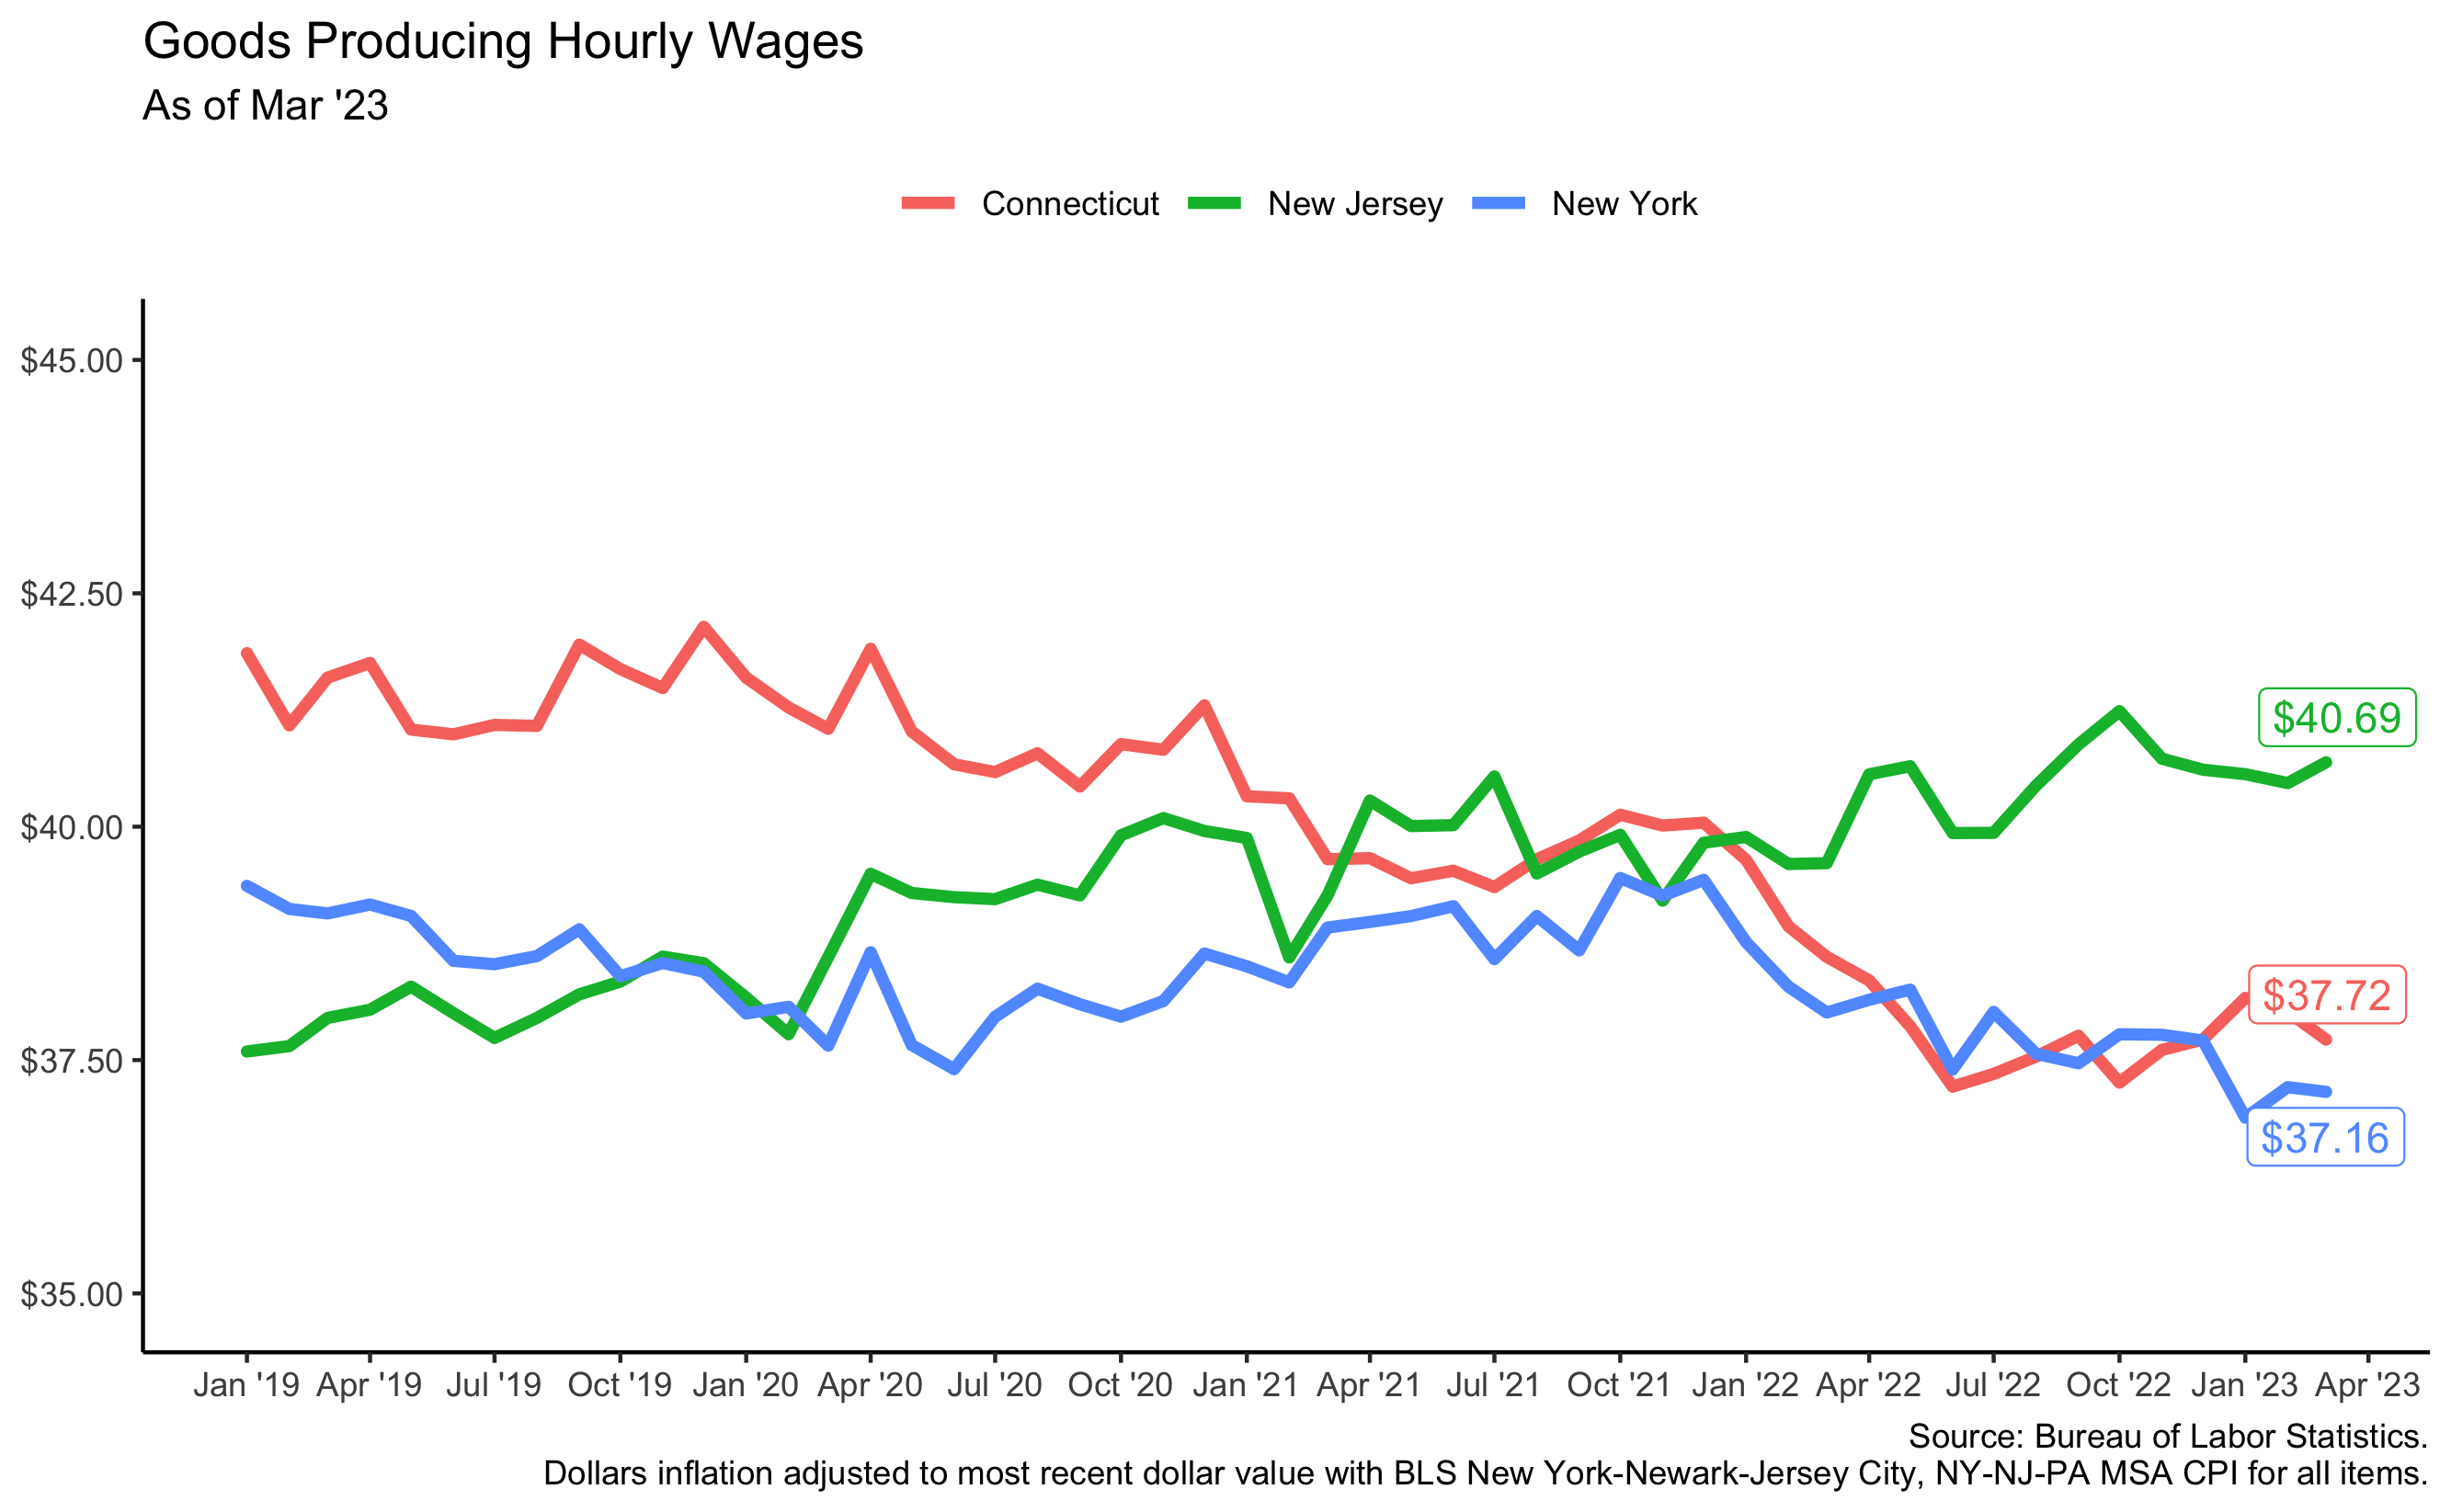 Goods Producing Hourly Wages
As of Mar '23
Connecticut New Jersey New York
$45.00
$42.50
$40.00
$37.50
$35.00
$40.69
$37.72
$37.16
Jan '19 Apr '19 Jul '19 Oct '19 Jan '20 Apr '20 Jul '20 Oct '20 Jan '21 Apr '21 Jul '21 Oct '21 Jan '22 Apr '22 Jul '22 Oct '22 Jan '23 Apr '23
Source: Bureau of Labor Statistics.
Dollars inflation adjusted to most recent dollar value with BLS New York-Newark-Jersey City, NY-NJ-PA MSA CPI for all items.